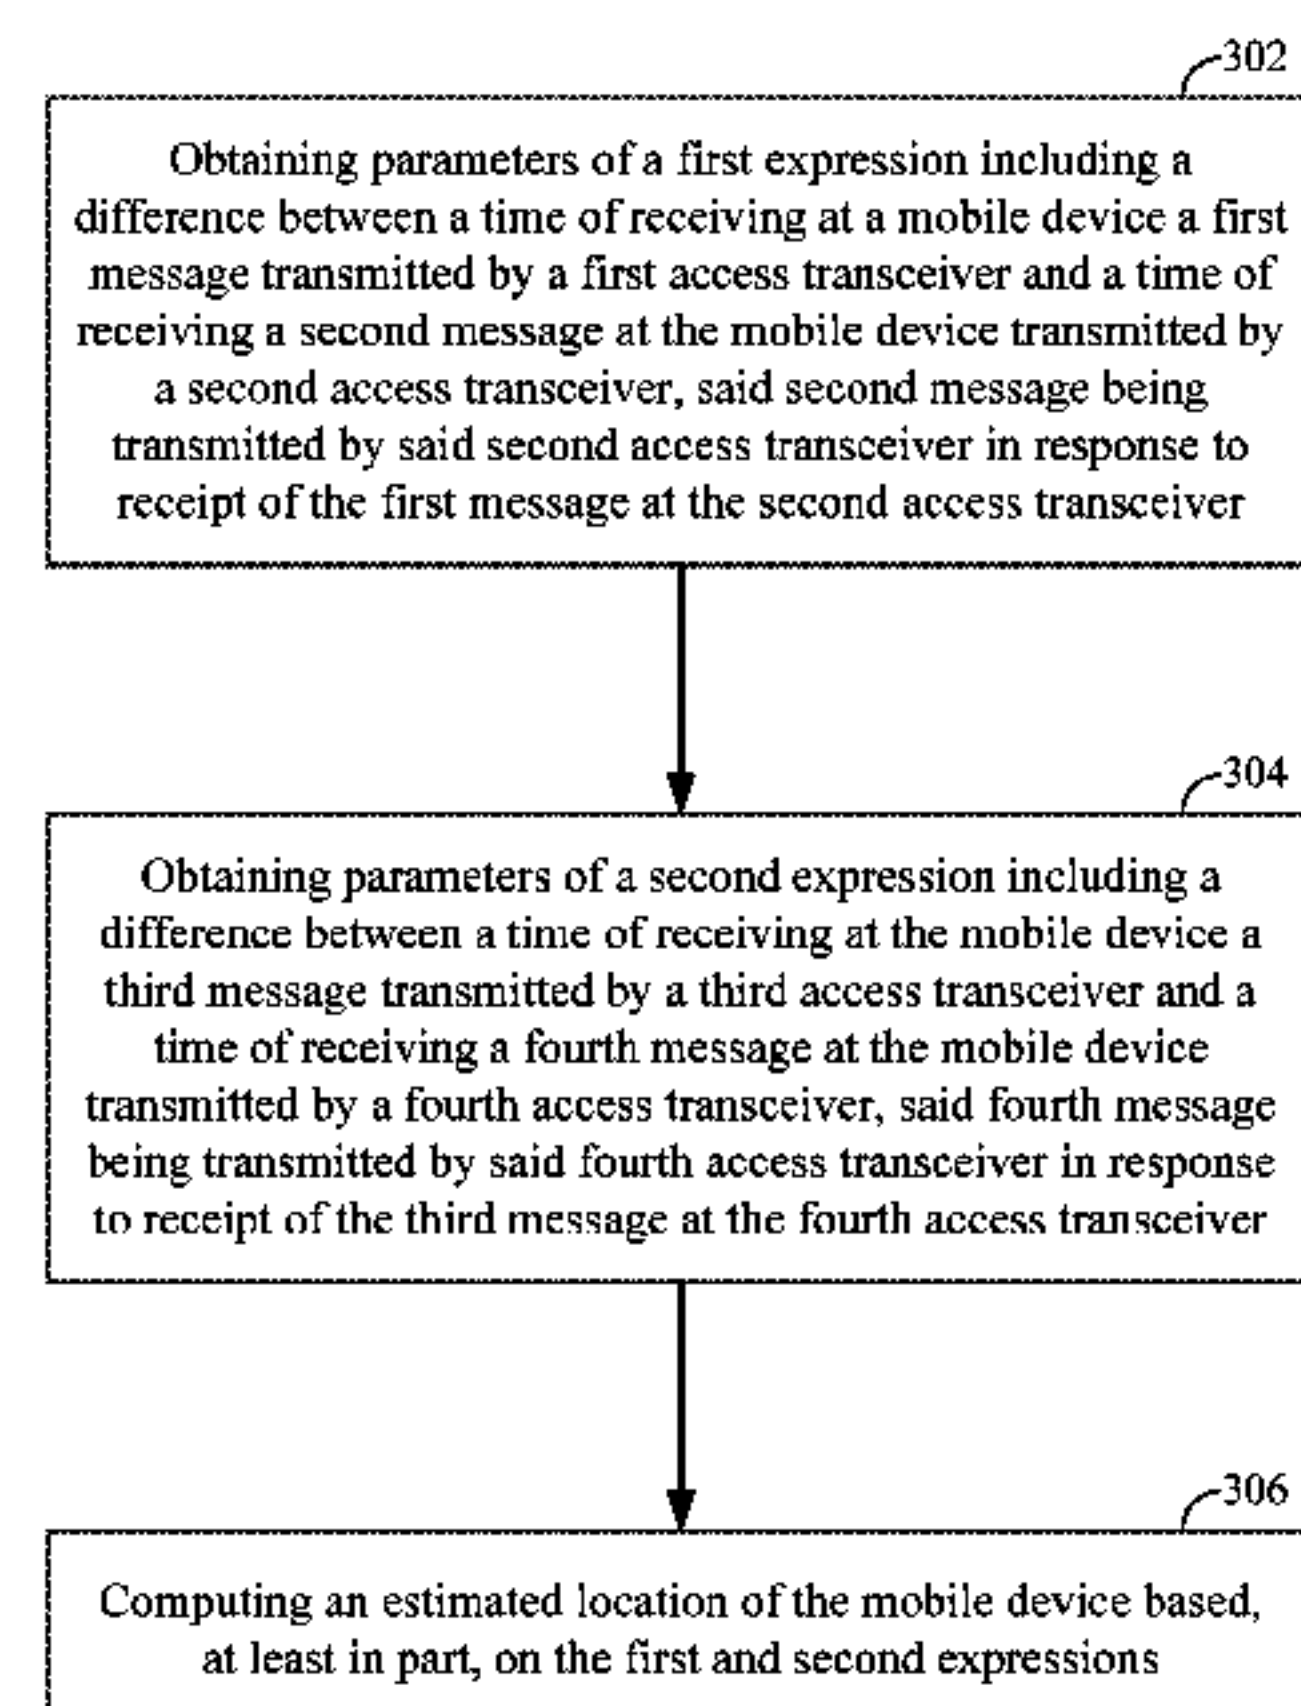 302
Obtaining parameters of a first expression including a
difference between a time of receiving at a mobile device a first
message transmitted by a first access transceiver and a time of
receiving a second message at the mobile device transmitted by
a second access transceiver, said second message being
transmitted by said second access transceiver in response to
receipt of the first message at the second access transceiver
304
Obtaining parameters of a second expression including a
difference between a time of receiving at the mobile device a
third message transmitted by a third access transceiver and a
time of receiving a fourth message at the mobile device
transmitted by a fourth access transceiver, said fourth message
being transmitted by said fourth access transceiver in response
to receipt of the third message at the fourth access transceiver
306
Computing an estimated location of the mobile device based,
at least in part, on the first and second expressions